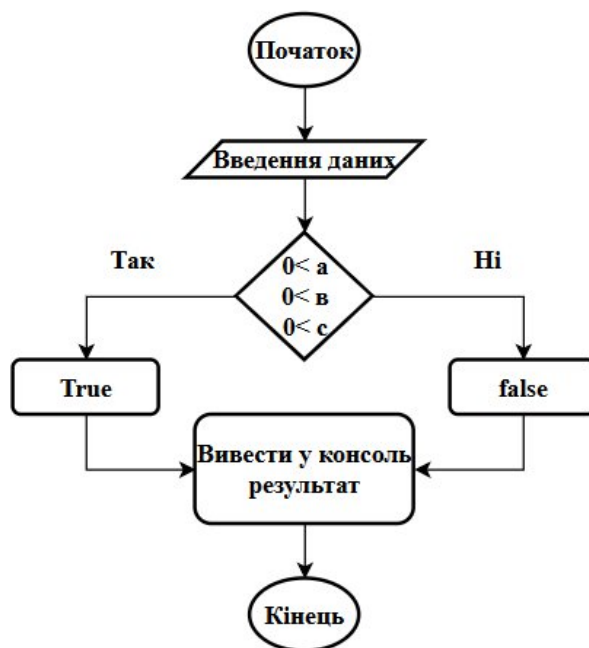 Початок
Введення даних
Так
Ні
0< а
0< в
0< с
True
false
Вивести у консоль
результат
Кінець